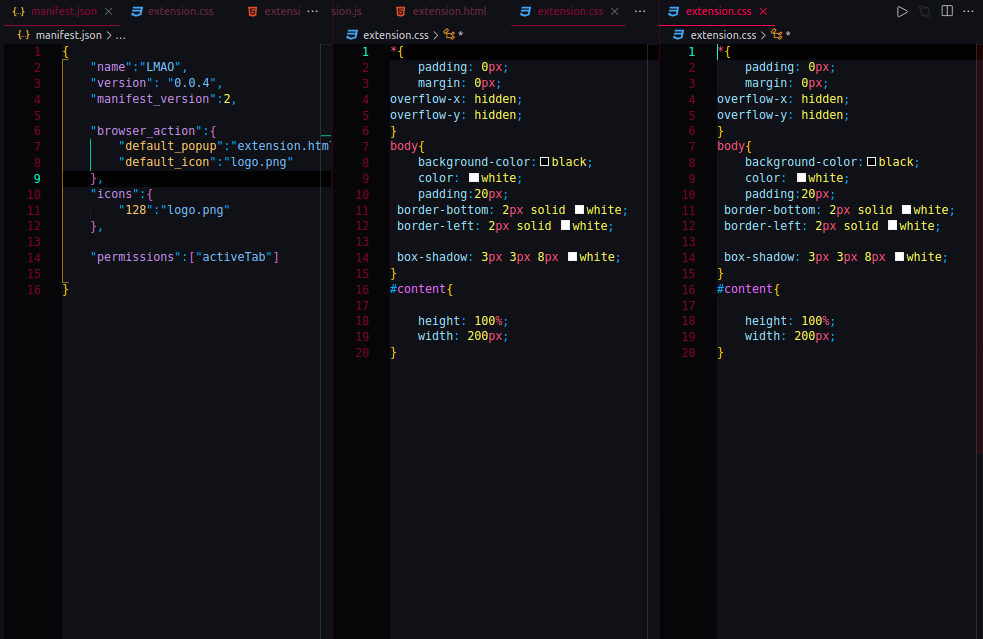 {..} manifest.json ×
extension.css
extensi ···
{..} manifest.json > ...
1 {
2 "name":"LMAO",
3 "version": "0.0.4",
4 "manifest_version":2,
5
6 "browser_action":{
7 "default_popup":"extension.htm
8 "default_icon":"logo.png"
9 },
10 "icons":{
11 "128":"logo.png"
12 },
13
14 "permissions":["activeTab"]
15
16 }
sion.js
extension.html
extension.css × ···
extension.css > *
1 *{
2 padding: 0px;
3 margin: 0px;
4 overflow-x: hidden;
5 overflow-y: hidden;
6 }
7 body{
8 background-color: black;
9 color: white;
10 padding:20px;
11 border-bottom: 2px solid white;
12 border-left: 2px solid white;
13
14 box-shadow: 3px 3px 8px white;
15 }
16 #content{
17
18 height: 100%;
19 width: 200px;
20 }
extension.css × ···
extension.css > *
1 *{
2 padding: 0px;
3 margin: 0px;
4 overflow-x: hidden;
5 overflow-y: hidden;
6 }
7 body{
8 background-color: black;
9 color: white;
10 padding:20px;
11 border-bottom: 2px solid white;
12 border-left: 2px solid white;
13
14 box-shadow: 3px 3px 8px white;
15 }
16 #content{
17
18 height: 100%;
19 width: 200px;
20 }